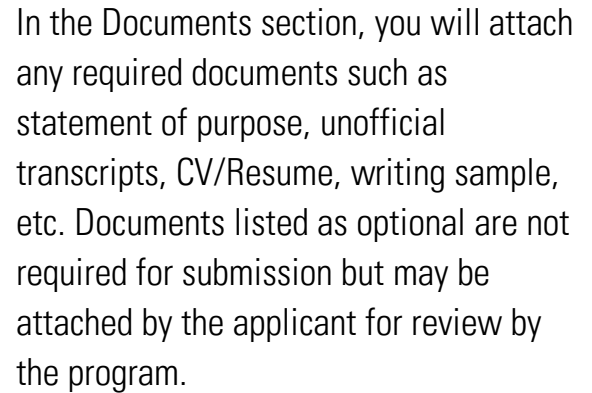 In the Documents section, you will attach
any required documents such as
statement of purpose, unofficial
transcripts, CV/Resume, writing sample,
etc. Documents listed as optional are not
required for submission but may be
attached by the applicant for review by
the program.